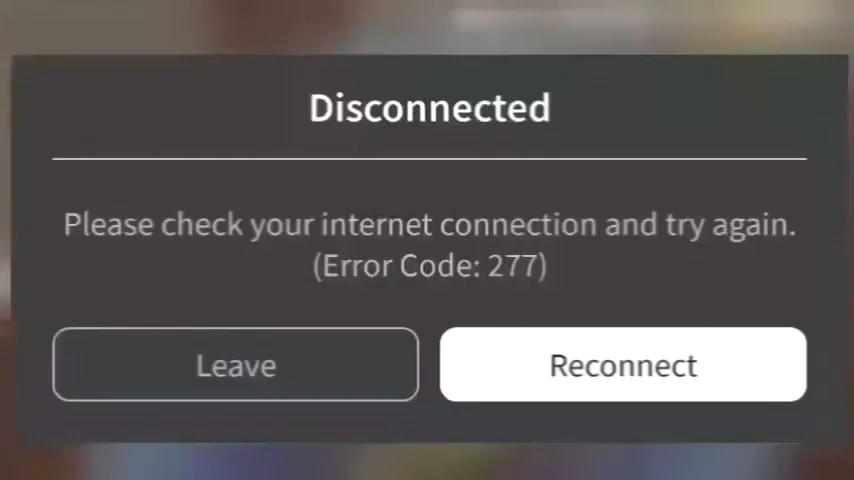 Disconnected
Please check your internet connection and try again.
(Error Code: 277)
Leave
Reconnect